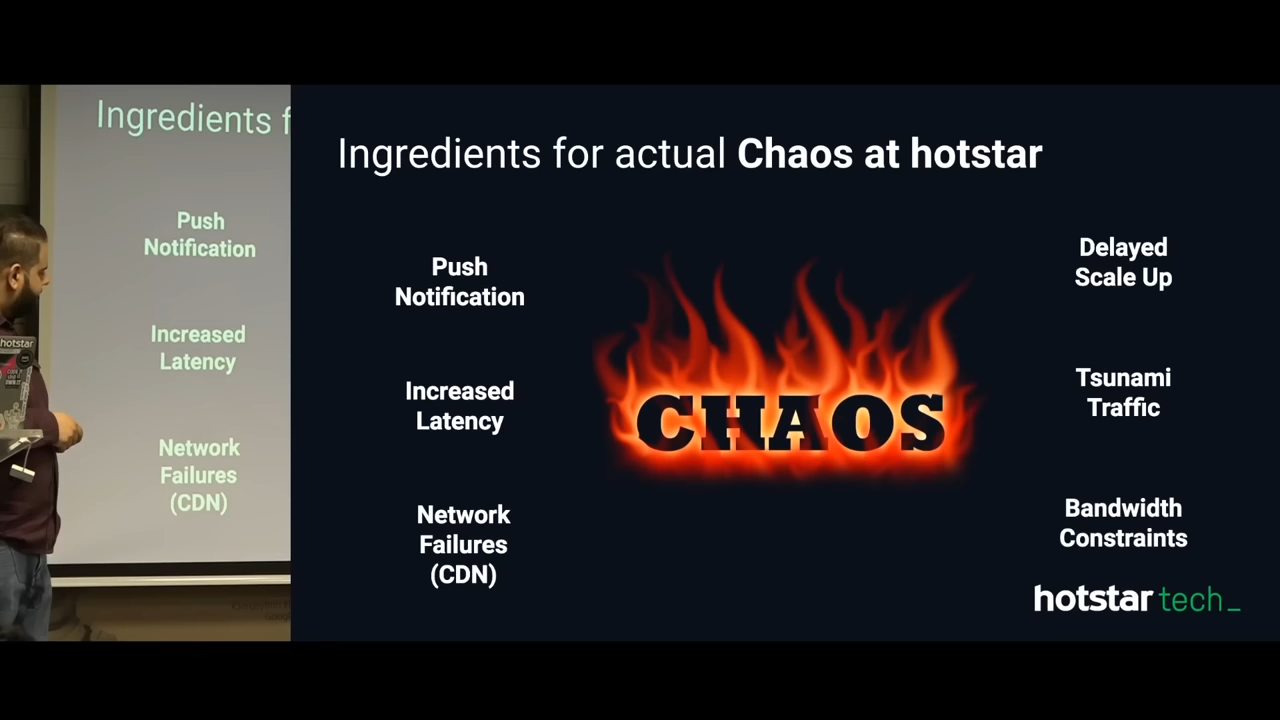 Ingredients f
Push
Notification
Increased
Latency
Network
Failures
(CDN)
hotstar
Ingredients for actual Chaos at hotstar
Push
Notification
Increased
Latency
Network
Failures
(CDN)
CHAOS
Delayed
Scale Up
Tsunami
Traffic
Bandwidth
Constraints
hotstar tech_